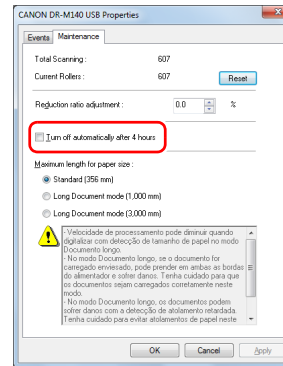 CANON DR-M140 USB Properties
Events
Maintenance
Total Scanning :
607
Current Rollers :
607
Reset
Reduction ratio adjustment :
0.0
%
Turn off automatically after 4 hours
Maximum length for paper size :
Standard (356 mm)
Long Document mode (1,000 mm)
Long Document mode (3,000 mm)
- Velocidade de processamento pode diminuir quando
digitalizar com detecção de tamanho de papel no modo
Documento longo.
- No modo Documento longo, se o documento for
carregado enviesado, pode prender em ambas as bordas
do alimentador e sofrer danos. Tenha cuidado para que
os documentos sejam carregados corretamente neste
modo.
- No modo Documento longo, os documentos podem
sofrer danos com a detecção de atolamento retardada.
Tenha cuidado para evitar atolamentos de papel neste
OK
Cancel
Apply